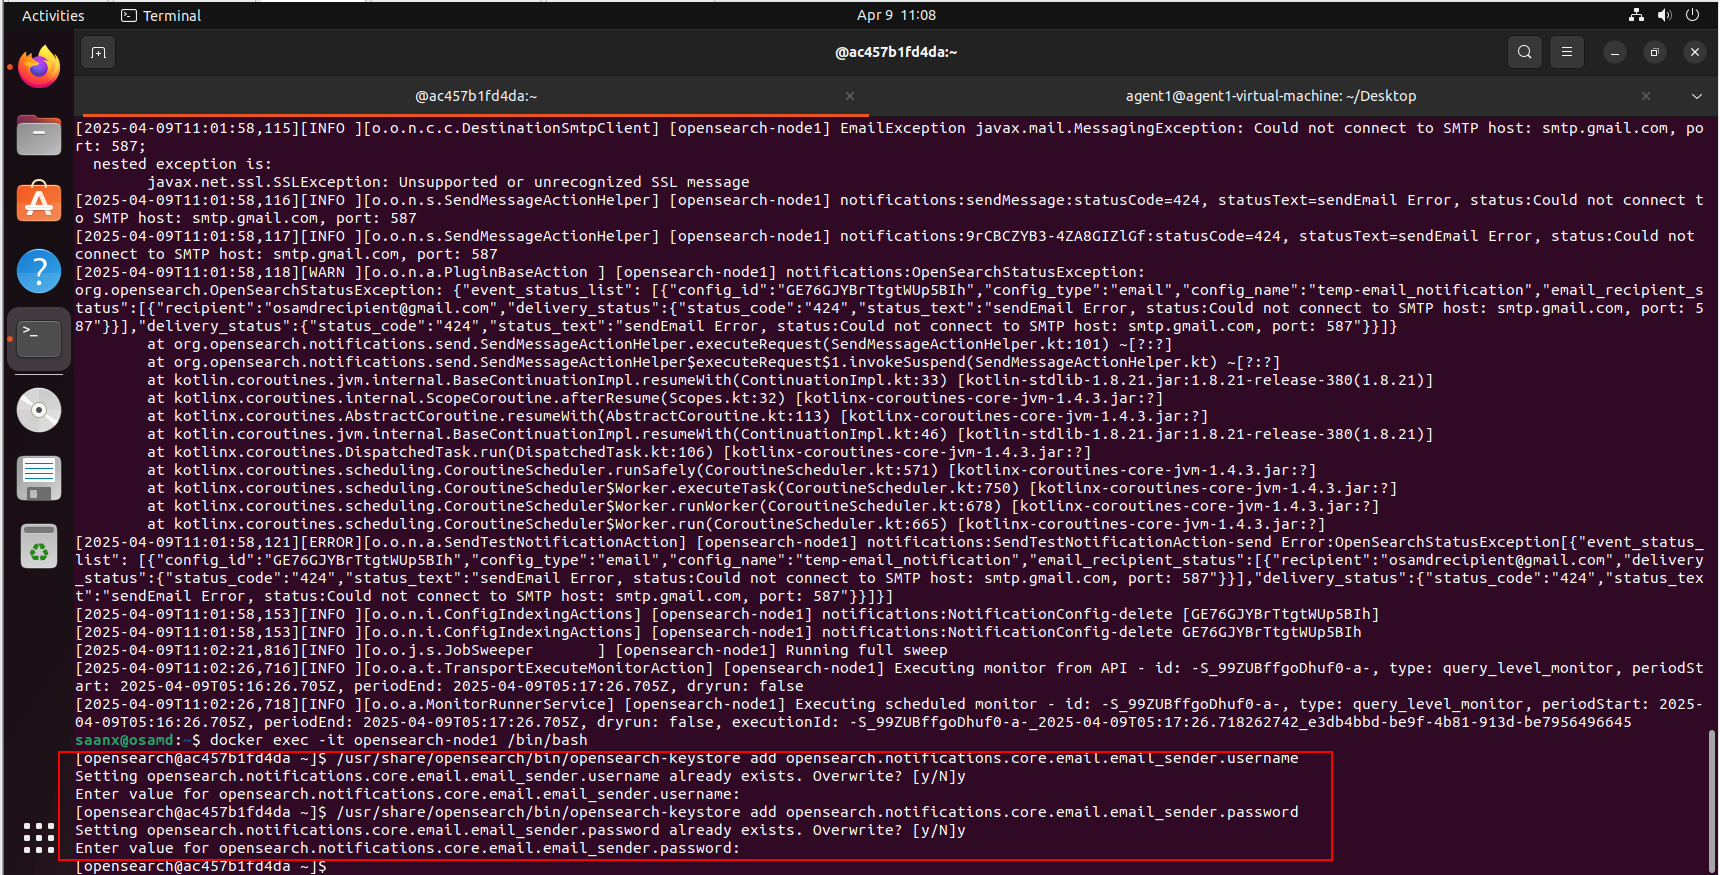 Activities
Terminal
Apr 9 11:08
@ac457b1fd4da:~
@ac457b1fd4da:~
agent1@agent1-virtual-machine: ~/Desktop
[2025-04-09T11:01:58,115][INFO ][o.o.n.c.c.DestinationSmtpClient] [opensearch-node1] EmailException javax.mail.MessagingException: Could not connect to SMTP host: smtp.gmail.com, po
rt: 587;
  nested exception is:
        javax.net.ssl.SSLException: Unsupported or unrecognized SSL message
[2025-04-09T11:01:58,116][INFO ][o.o.n.s.SendMessageActionHelper] [opensearch-node1] notifications:sendMessage:statusCode=424, statusText=sendEmail Error, status:Could not connect t
o SMTP host: smtp.gmail.com, port: 587
[2025-04-09T11:01:58,117][INFO ][o.o.n.s.SendMessageActionHelper] [opensearch-node1] notifications:9rCBCZYB3-4ZA8GIZlGf:statusCode=424, statusText=sendEmail Error, status:Could not
connect to SMTP host: smtp.gmail.com, port: 587
[2025-04-09T11:01:58,118][WARN ][o.o.n.a.PluginBaseAction ] [opensearch-node1] notifications:OpenSearchStatusException:
org.opensearch.OpenSearchStatusException: {"event_status_list": [{"config_id":"GE76GJYBrTtgtWUp5BIh","config_type":"email","config_name":"temp-email_notification","email_recipient_s
tatus":[{"recipient":"osamdrecipient@gmail.com","delivery_status":{"status_code":"424","status_text":"sendEmail Error, status:Could not connect to SMTP host: smtp.gmail.com, port: 5
87"}}],"delivery_status":{"status_code":"424","status_text":"sendEmail Error, status:Could not connect to SMTP host: smtp.gmail.com, port: 587"}}]}
        at org.opensearch.notifications.send.SendMessageActionHelper.executeRequest(SendMessageActionHelper.kt:101) ~[?:?]
        at org.opensearch.notifications.send.SendMessageActionHelper$executeRequest$1.invokeSuspend(SendMessageActionHelper.kt) ~[?:?]
        at kotlin.coroutines.jvm.internal.BaseContinuationImpl.resumeWith(ContinuationImpl.kt:33) [kotlin-stdlib-1.8.21.jar:1.8.21-release-380(1.8.21)]
        at kotlinx.coroutines.internal.ScopeCoroutine.afterResume(Scopes.kt:32) [kotlinx-coroutines-core-jvm-1.4.3.jar:?]
        at kotlinx.coroutines.AbstractCoroutine.resumeWith(AbstractCoroutine.kt:113) [kotlinx-coroutines-core-jvm-1.4.3.jar:?]
        at kotlin.coroutines.jvm.internal.BaseContinuationImpl.resumeWith(ContinuationImpl.kt:46) [kotlin-stdlib-1.8.21.jar:1.8.21-release-380(1.8.21)]
        at kotlinx.coroutines.DispatchedTask.run(DispatchedTask.kt:106) [kotlinx-coroutines-core-jvm-1.4.3.jar:?]
        at kotlinx.coroutines.scheduling.CoroutineScheduler.runSafely(CoroutineScheduler.kt:571) [kotlinx-coroutines-core-jvm-1.4.3.jar:?]
        at kotlinx.coroutines.scheduling.CoroutineScheduler$Worker.executeTask(CoroutineScheduler.kt:750) [kotlinx-coroutines-core-jvm-1.4.3.jar:?]
        at kotlinx.coroutines.scheduling.CoroutineScheduler$Worker.runWorker(CoroutineScheduler.kt:678) [kotlinx-coroutines-core-jvm-1.4.3.jar:?]
        at kotlinx.coroutines.scheduling.CoroutineScheduler$Worker.run(CoroutineScheduler.kt:665) [kotlinx-coroutines-core-jvm-1.4.3.jar:?]
[2025-04-09T11:01:58,121][ERROR][o.o.n.a.SendTestNotificationAction] [opensearch-node1] notifications:SendTestNotificationAction-send Error:OpenSearchStatusException[{"event_status_
list": [{"config_id":"GE76GJYBrTtgtWUp5BIh","config_type":"email","config_name":"temp-email_notification","email_recipient_status":[{"recipient":"osamdrecipient@gmail.com","delivery
_status":{"status_code":"424","status_text":"sendEmail Error, status:Could not connect to SMTP host: smtp.gmail.com, port: 587"}}],"delivery_status":{"status_code":"424","status_tex
t":"sendEmail Error, status:Could not connect to SMTP host: smtp.gmail.com, port: 587"}}]}]
[2025-04-09T11:01:58,153][INFO ][o.o.n.i.ConfigIndexingActions] [opensearch-node1] notifications:NotificationConfig-delete [GE76GJYBrTtgtWUp5BIh]
[2025-04-09T11:01:58,153][INFO ][o.o.n.i.ConfigIndexingActions] [opensearch-node1] notifications:NotificationConfig-delete GE76GJYBrTtgtWUp5BIh
[2025-04-09T11:02:21,816][INFO ][o.o.j.s.JobSweeper       ] [opensearch-node1] Running full sweep
[2025-04-09T11:02:26,716][INFO ][o.o.a.t.TransportExecuteMonitorAction] [opensearch-node1] Executing monitor from API - id: -S_99ZUBffgoDhuf0-a-, type: query_level_monitor, periodSt
art: 2025-04-09T05:16:26.705Z, periodEnd: 2025-04-09T05:17:26.705Z, dryrun: false
[2025-04-09T11:02:26,718][INFO ][o.o.a.MonitorRunnerService] [opensearch-node1] Executing scheduled monitor - id: -S_99ZUBffgoDhuf0-a-, type: query_level_monitor, periodStart: 2025-
04-09T05:16:26.705Z, periodEnd: 2025-04-09T05:17:26.705Z, dryrun: false, executionId: -S_99ZUBffgoDhuf0-a-_2025-04-09T05:17:26.718262742_e3db4bbd-be9f-4b81-913d-be7956496645
saanx@osamd:~$ docker exec -it opensearch-node1 /bin/bash
[opensearch@ac457b1fd4da ~]$ /usr/share/opensearch/bin/opensearch-keystore add opensearch.notifications.core.email.email_sender.username
Setting opensearch.notifications.core.email.email_sender.username already exists. Overwrite? [y/N]y
Enter value for opensearch.notifications.core.email.email_sender.username:
[opensearch@ac457b1fd4da ~]$ /usr/share/opensearch/bin/opensearch-keystore add opensearch.notifications.core.email.email_sender.password
Setting opensearch.notifications.core.email.email_sender.password already exists. Overwrite? [y/N]y
Enter value for opensearch.notifications.core.email.email_sender.password:
[opensearch@ac457b1fd4da ~]$